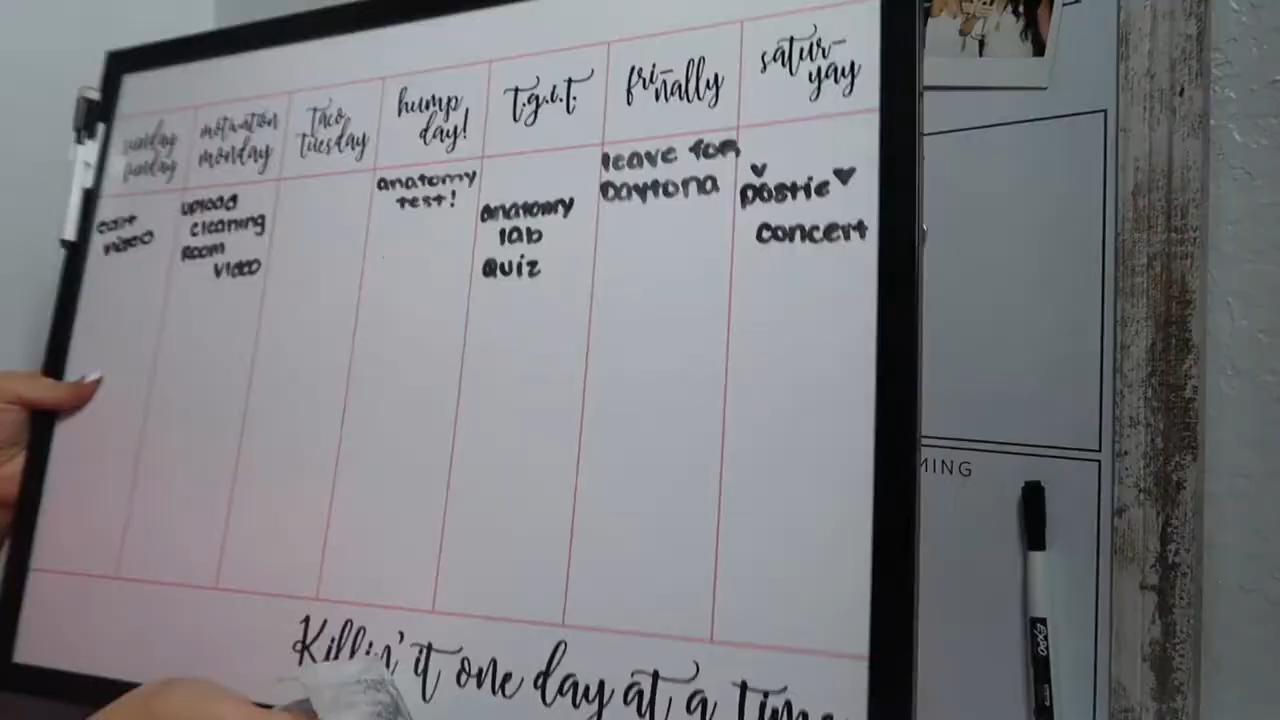 sunday
funday
motivation
monday
taco
tuesday
hump
day!
t.g.i.t.
fri-
nally
satur-
yay
edit
video
upload
cleaning
room
video
anatomy
test!
anatomy
lab
quiz
leave for
Daytona
postie
concert
Killin' it one day at a time
MING
Expo